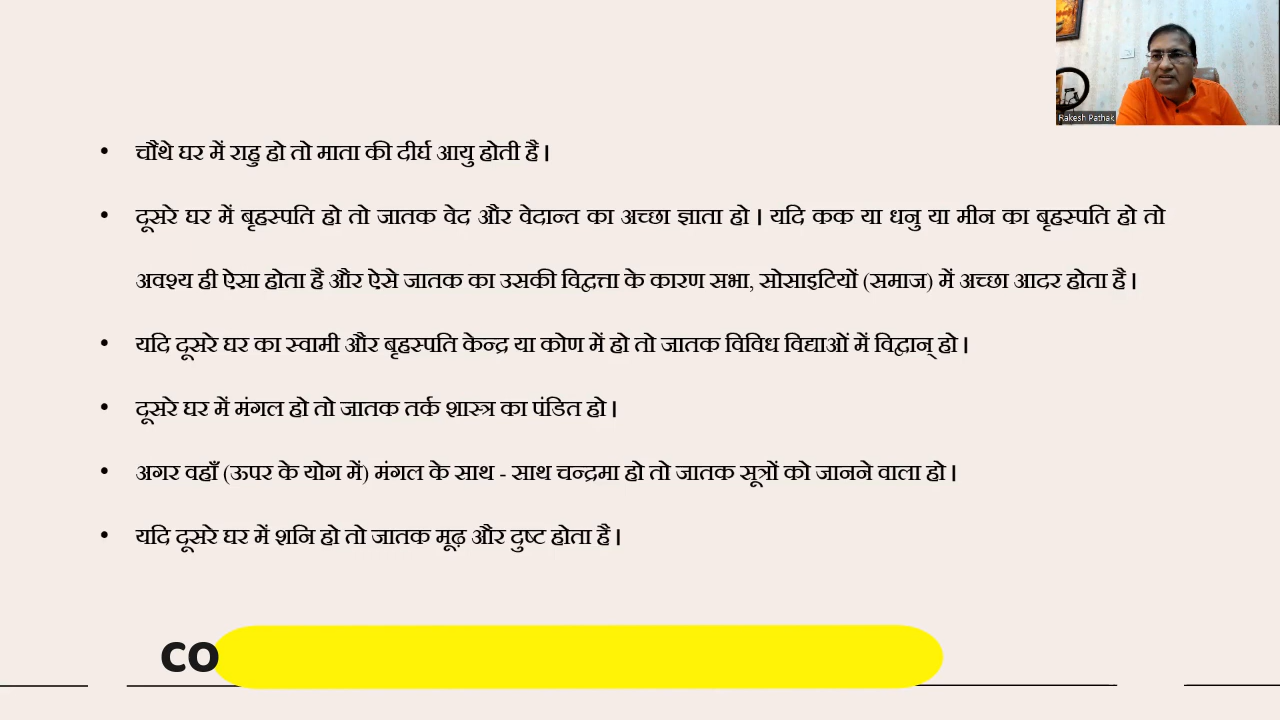 Rakesh Pathak
• चौथे घर में राहु हो तो माता की दीर्घ आयु होती है ।
• दूसरे घर में बृहस्पति हो तो जातक वेद और वेदान्त का अच्छा ज्ञाता हो । यदि कक या धनु या मीन का बृहस्पति हो तो
अवश्य ही ऐसा होता है और ऐसे जातक का उसकी विद्वत्ता के कारण सभा, सोसाइटियों (समाज) में अच्छा आदर होता है ।
• यदि दूसरे घर का स्वामी और बृहस्पति केन्द्र या कोण में हो तो जातक विविध विद्याओं में विद्वान् हो ।
• दूसरे घर में मंगल हो तो जातक तर्क शास्त्र का पंडित हो ।
• अगर वहाँ (ऊपर के योग में) मंगल के साथ - साथ चन्द्रमा हो तो जातक सूत्रों को जानने वाला हो ।
• यदि दूसरे घर में शनि हो तो जातक मूढ़ और दुष्ट होता है ।
CO